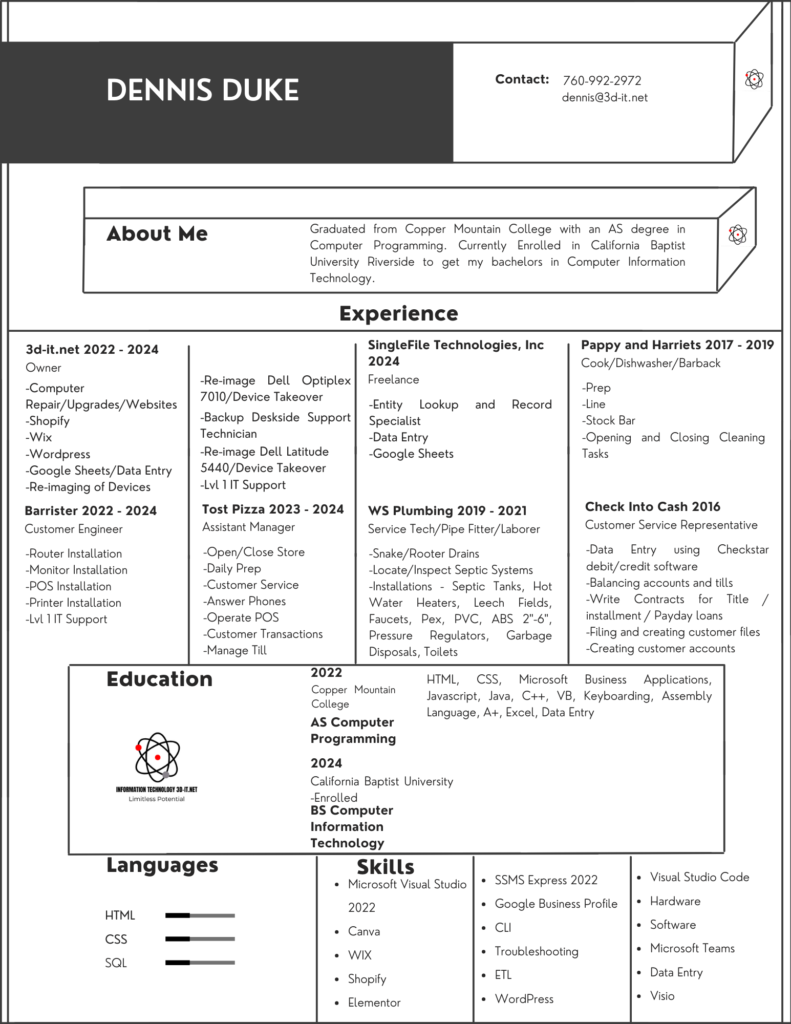 DENNIS DUKE
Contact: 760-992-2972
dennis@3d-it.net
About Me
Graduated from Copper Mountain College with an AS degree in
Computer Programming. Currently Enrolled in California Baptist
University Riverside to get my bachelors in Computer Information
Technology.
Experience
3d-it.net 2022 - 2024
Owner
-Computer
Repair/Upgrades/Websites
-Shopify
-Wix
-Wordpress
-Google Sheets/Data Entry
-Re-imaging of Devices
Barrister 2022 - 2024
Customer Engineer
-Router Installation
-Monitor Installation
-POS Installation
-Printer Installation
-Lvl 1 IT Support
-Re-image Dell Optiplex
7010/Device Takeover
-Backup Deskside Support
Technician
-Re-image Dell Latitude
5440/Device Takeover
-Lvl 1 IT Support
Tost Pizza 2023 - 2024
Assistant Manager
-Open/Close Store
-Daily Prep
-Customer Service
-Answer Phones
-Operate POS
-Customer Transactions
-Manage Till
SingleFile Technologies, Inc
2024
Freelance
-Entity Lookup and Record
Specialist
-Data Entry
-Google Sheets
WS Plumbing 2019 - 2021
Service Tech/Pipe Fitter/Laborer
-Snake/Rooter Drains
-Locate/Inspect Septic Systems
-Installations - Septic Tanks, Hot
Water Heaters, Leech Fields,
Faucets, Pex, PVC, ABS 2"-6",
Pressure Regulators, Garbage
Disposals, Toilets
Pappy and Harriets 2017 - 2019
Cook/Dishwasher/Barback
-Prep
-Line
-Stock Bar
-Opening and Closing Cleaning
Tasks
Check Into Cash 2016
Customer Service Representative
-Data Entry using Checkstar
debit/credit software
-Balancing accounts and tills
-Write Contracts for Title /
installment / Payday loans
-Filing and creating customer files
-Creating customer accounts
Education
INFORMATION TECHNOLOGY 3D-IT.NET
Limitless Potential
2022
Copper Mountain
College
AS Computer
Programming
2024
California Baptist University
-Enrolled
BS Computer
Information
Technology
HTML, CSS, Microsoft Business Applications,
Javascript, Java, C++, VB, Keyboarding, Assembly
Language, A+, Excel, Data Entry
Languages
HTML
CSS
SQL
Skills
• Microsoft Visual Studio
2022
• Canva
• WIX
• Shopify
• Elementor
• SSMS Express 2022
• Google Business Profile
• CLI
• Troubleshooting
• ETL
• WordPress
• Visual Studio Code
• Hardware
• Software
• Microsoft Teams
• Data Entry
• Visio